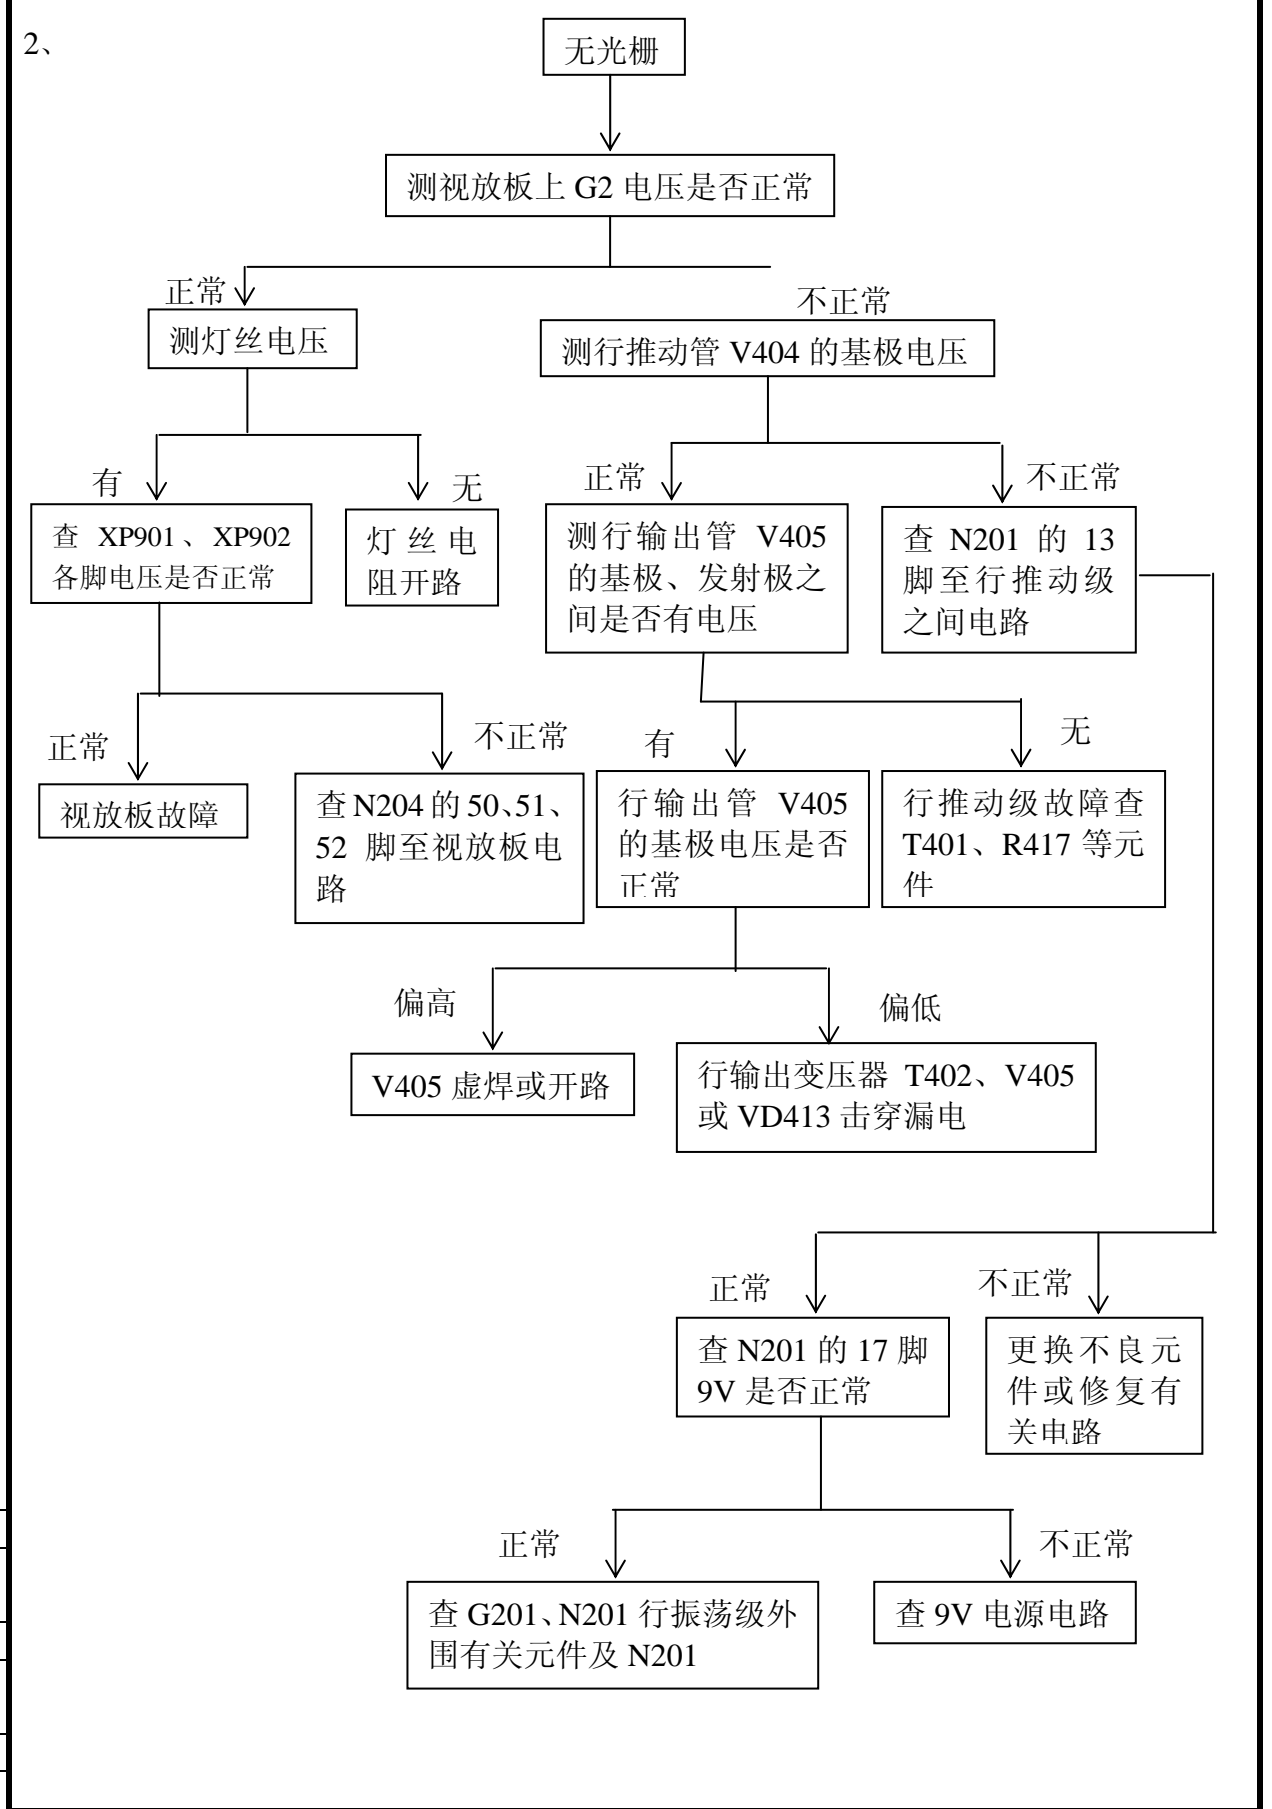 2、
无光栅
测视放板上 G2 电压是否正常
正常
不正常
测灯丝电压
测行推动管 V404 的基极电压
有
无
正常
不正常
查 XP901、XP902
各脚电压是否正常
灯丝电
阻开路
测行输出管 V405
的基极、发射极之
间是否有电压
查 N201 的 13
脚至行推动级
之间电路
正常
不正常
有
无
视放板故障
查N204的50、51、
52 脚至视放板电
路
行输出管 V405
的基极电压是否
正常
行推动级故障查
T401、R417 等元
件
偏高
偏低
V405 虚焊或开路
行输出变压器 T402、V405
或 VD413 击穿漏电
正常
不正常
查 N201 的 17 脚
9V 是否正常
更换不良元
件或修复有
关电路
正常
不正常
查 G201、N201 行振荡级外
围有关元件及 N201
查 9V 电源电路